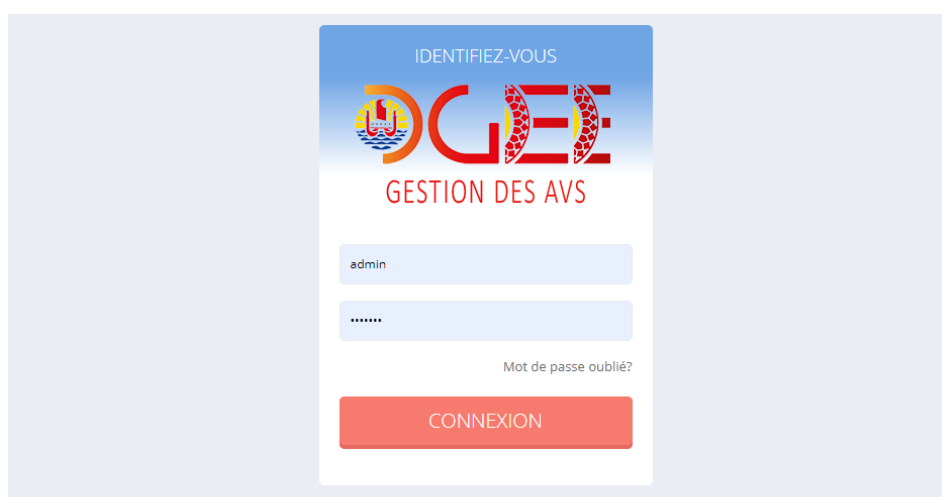 IDENTIFIEZ-VOUS
DGEE
GESTION DES AVS
admin
•••••••
Mot de passe oublié?
CONNEXION